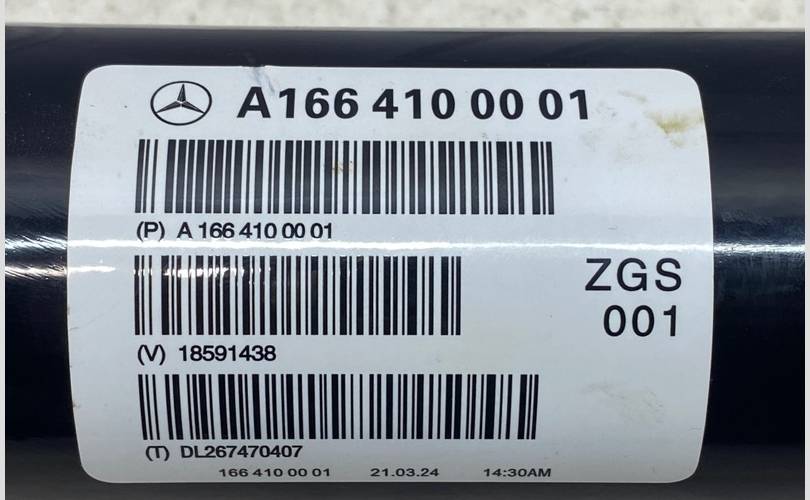 A166 410 00 01
(P) A 166 410 00 01
ZGS
001
(V) 18591438
(T) DL267470407
166 410 00 01 21.03.24 14:30AM